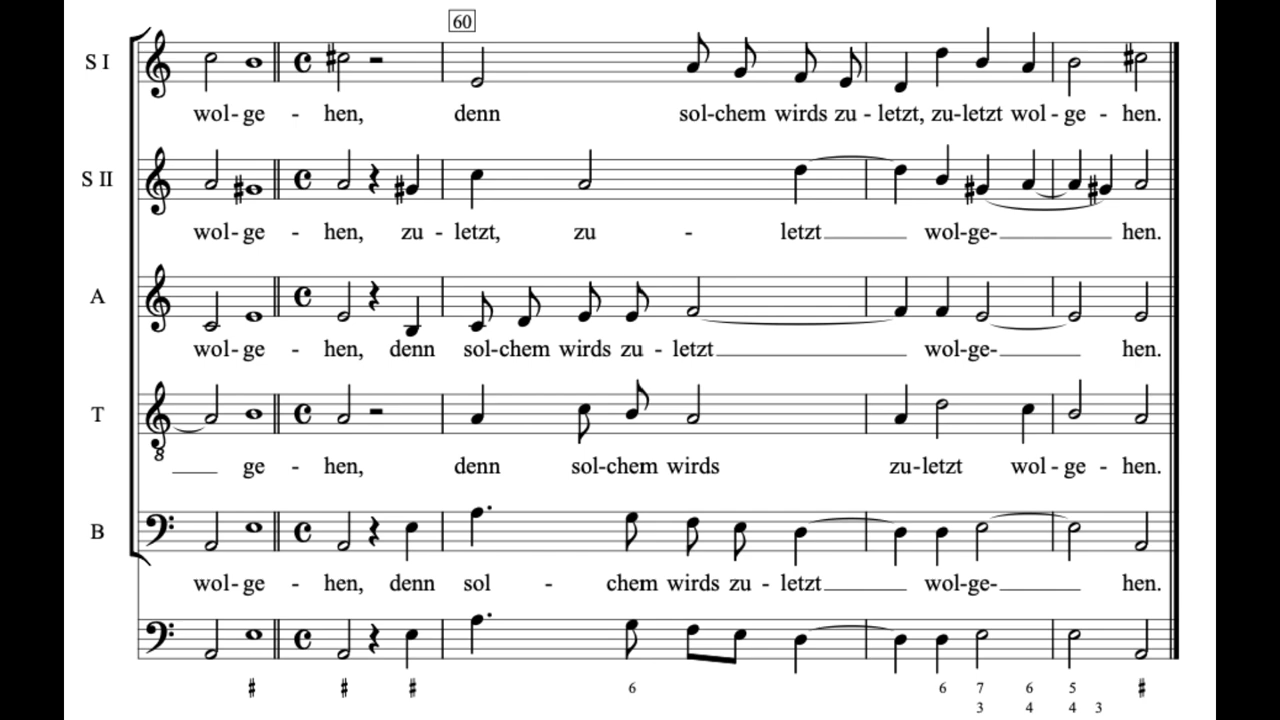 60
S I
wol-ge - hen, denn sol-chem wirds zu - letzt, zu-letzt wol - ge - hen.
S II
wol-ge - hen, zu - letzt, zu - letzt wol-ge- hen.
A
wol-ge - hen, denn sol-chem wirds zu - letzt wol-ge- hen.
T
8
ge - hen, denn sol-chem wirds zu-letzt wol - ge - hen.
B
wol-ge - hen, denn sol - chem wirds zu - letzt wol-ge- hen.
♯ ♯ ♯ 6 6 7 6 5 ♯
3 4 4 3